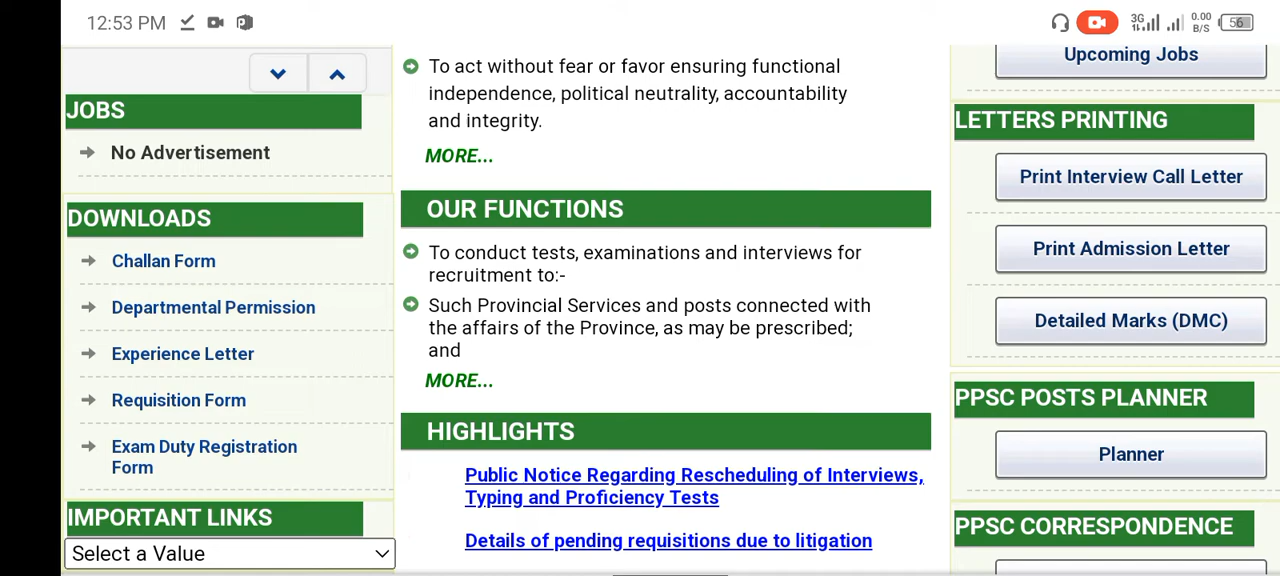 12:53 PM
3G
0.00
B/S
56
JOBS
No Advertisement
DOWNLOADS
Challan Form
Departmental Permission
Experience Letter
Requisition Form
Exam Duty Registration
Form
IMPORTANT LINKS
Select a Value
To act without fear or favor ensuring functional
independence, political neutrality, accountability
and integrity.
MORE...
OUR FUNCTIONS
To conduct tests, examinations and interviews for
recruitment to:-
Such Provincial Services and posts connected with
the affairs of the Province, as may be prescribed;
and
MORE...
HIGHLIGHTS
Public Notice Regarding Rescheduling of Interviews,
Typing and Proficiency Tests
Details of pending requisitions due to litigation
Upcoming Jobs
LETTERS PRINTING
Print Interview Call Letter
Print Admission Letter
Detailed Marks (DMC)
PPSC POSTS PLANNER
Planner
PPSC CORRESPONDENCE